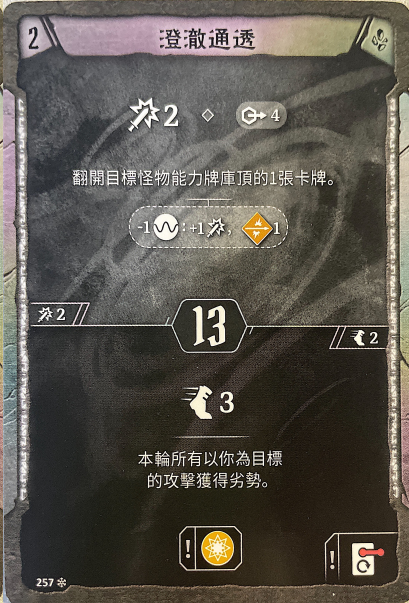 2
澄澈通透
2
4
翻開目標怪物能力牌庫頂的1張卡牌。
-1 : +1 , 1
2
13
2
3
本輪所有以你為目標
的攻擊獲得劣勢。
!
!
257